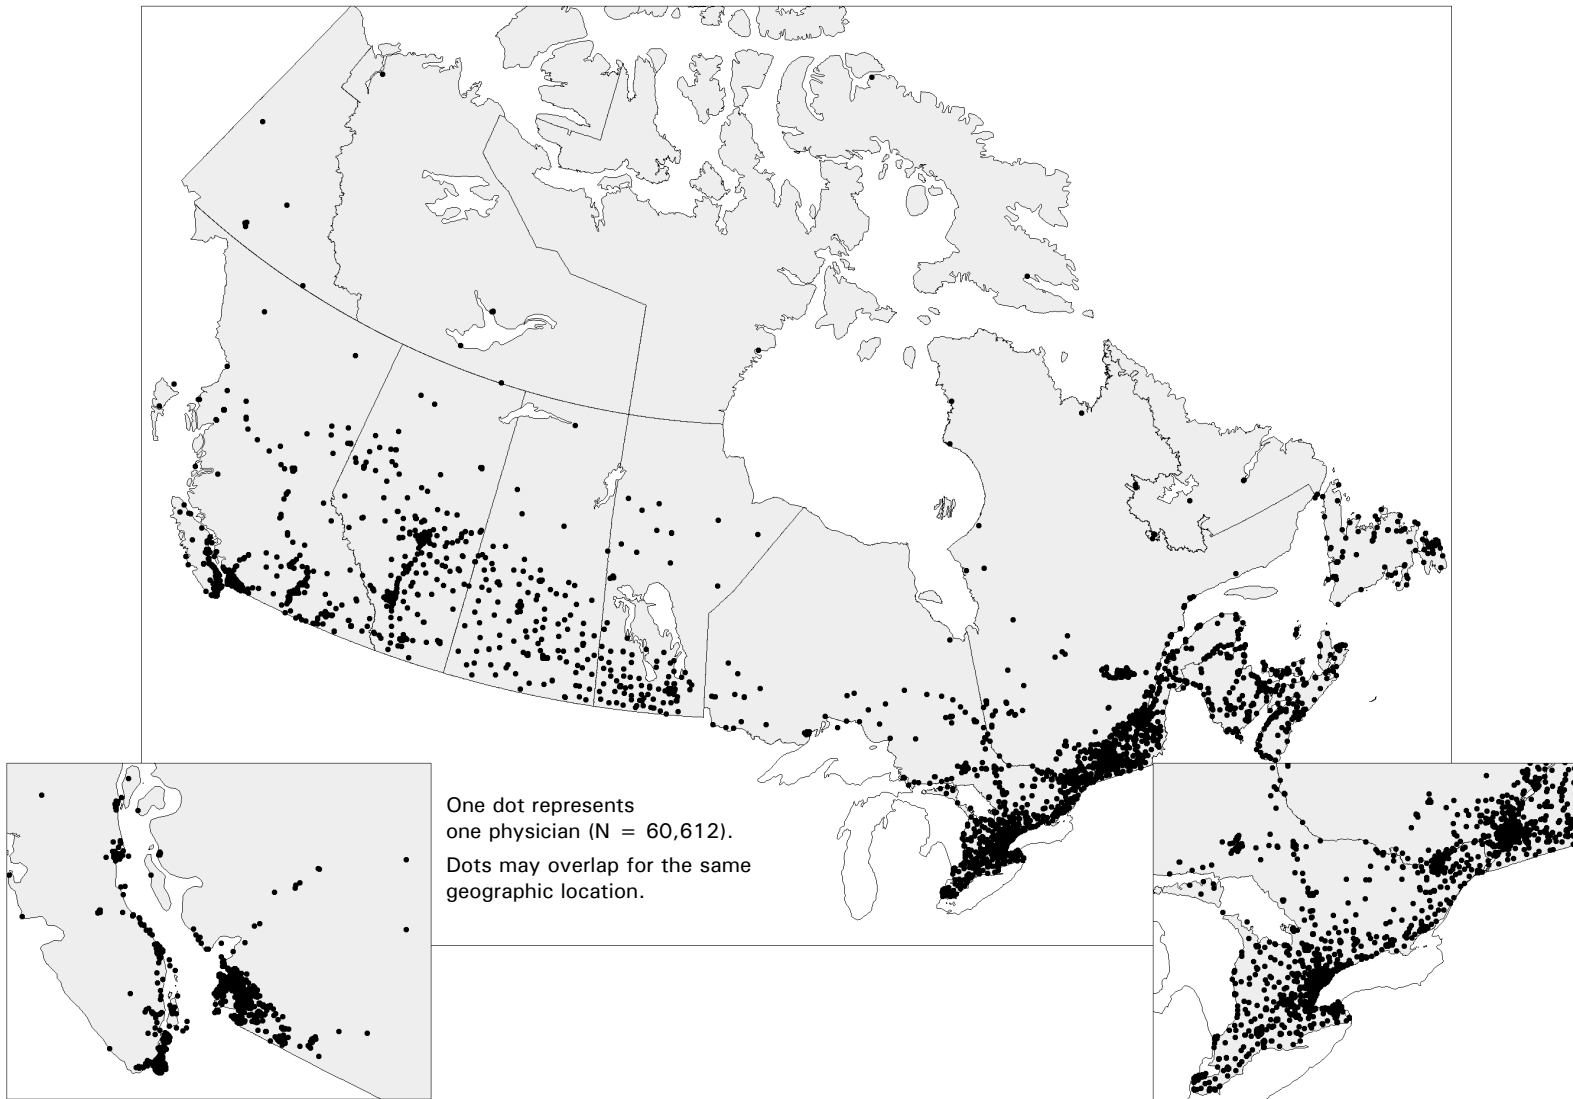 One dot represents
one physician (N = 60,612).
Dots may overlap for the same
geographic location.